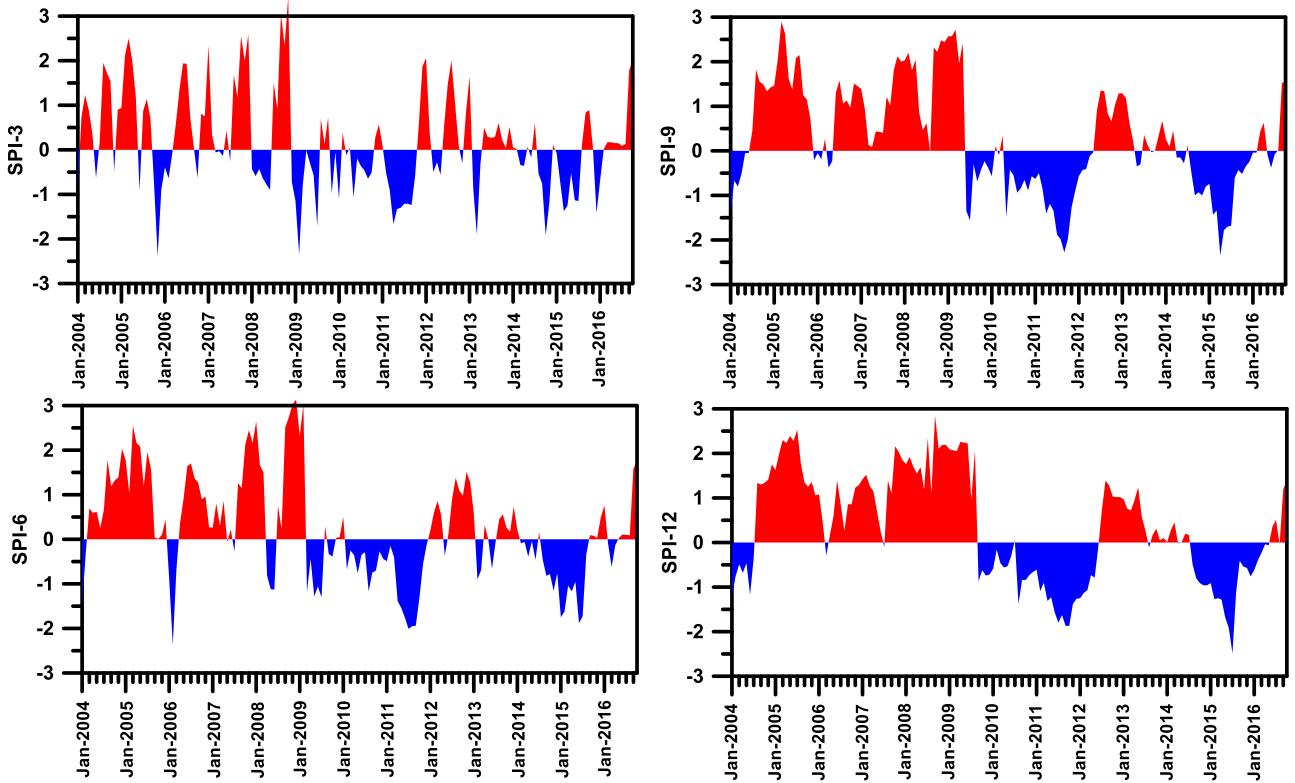 3
2
1
0
-1
-2
-3
SPI-3
Jan-2004
Jan-2005
Jan-2006
Jan-2007
Jan-2008
Jan-2009
Jan-2010
Jan-2011
Jan-2012
Jan-2013
Jan-2014
Jan-2015
Jan-2016
3
2
1
0
-1
-2
-3
SPI-9
Jan-2004
Jan-2005
Jan-2006
Jan-2007
Jan-2008
Jan-2009
Jan-2010
Jan-2011
Jan-2012
Jan-2013
Jan-2014
Jan-2015
Jan-2016
3
2
1
0
-1
-2
-3
SPI-6
Jan-2004
Jan-2005
Jan-2006
Jan-2007
Jan-2008
Jan-2009
Jan-2010
Jan-2011
Jan-2012
Jan-2013
Jan-2014
Jan-2015
Jan-2016
3
2
1
0
-1
-2
-3
SPI-12
Jan-2004
Jan-2005
Jan-2006
Jan-2007
Jan-2008
Jan-2009
Jan-2010
Jan-2011
Jan-2012
Jan-2013
Jan-2014
Jan-2015
Jan-2016